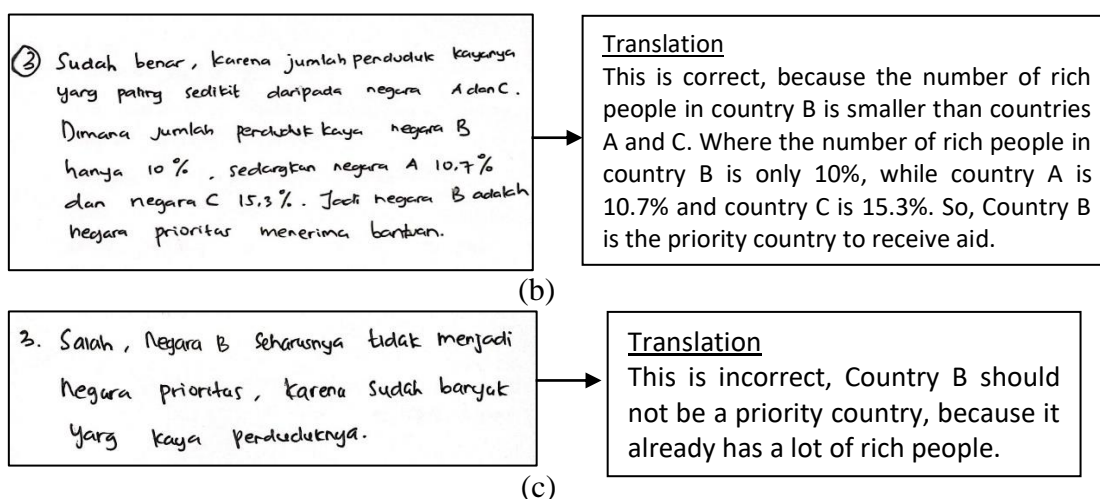 ③ Sudah benar, karena jumlah penduduk kayanya
yang paling sedikit daripada negara A dan C.
Dimana jumlah penduduk kaya negara B
hanya 10%, sedangkan negara A 10.7%
dan negara C 15.3%. Jadi negara B adalah
negara prioritas menerima bantuan.
Translation
This is correct, because the number of rich
people in country B is smaller than countries
A and C. Where the number of rich people in
country B is only 10%, while country A is
10.7% and country C is 15.3%. So, Country B
is the priority country to receive aid.
(b)
3. Salah, Negara B seharusnya tidak menjadi
negara prioritas, karena sudah banyak
yang kaya penduduknya.
Translation
This is incorrect, Country B should
not be a priority country, because it
already has a lot of rich people.
(c)